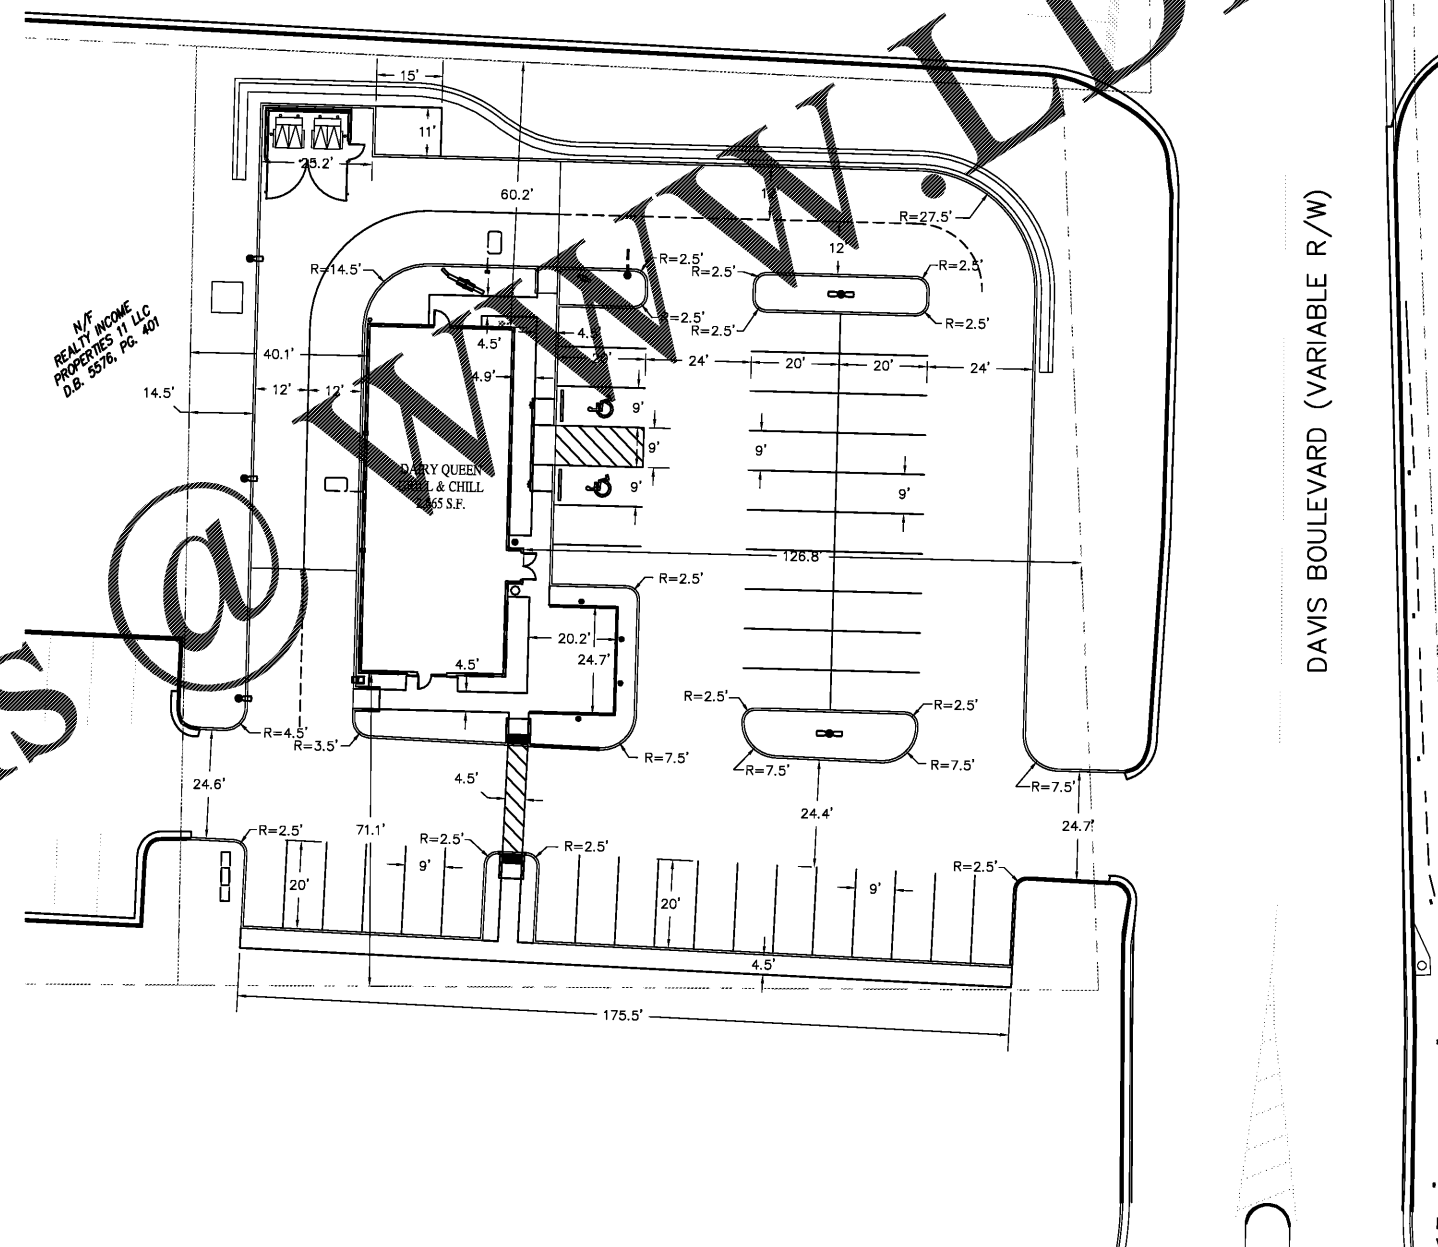 15'
11'
25.2'
60.2'
R=27.5'
12'
R=14.5'
R=2.5'
R=2.5'
R=2.5'
R=2.5'
R=2.5'
R=2.5'
N/F
REALTY INCOME
PROPERTIES 11 LLC
D.B. 5576, PG. 401
4.5'
4.5'
40.1'
24'
20'
20'
24'
14.5'
12'
12'
4.9'
9'
9'
9'
9'
9'
DAIRY QUEEN
GRILL & CHILL
S.F.
126.8'
R=2.5'
20.2'
24.7'
4.5'
R=2.5'
R=2.5'
R=4.5'
R=3.5'
R=7.5'
R=7.5'
R=7.5'
R=7.5'
24.6'
4.5'
24.4'
24.7'
R=2.5'
71.1'
R=2.5'
R=2.5'
R=2.5'
20'
9'
20'
9'
4.5'
175.5'
DAVIS BOULEVARD (VARIABLE R/W)
S @ WWW.LD